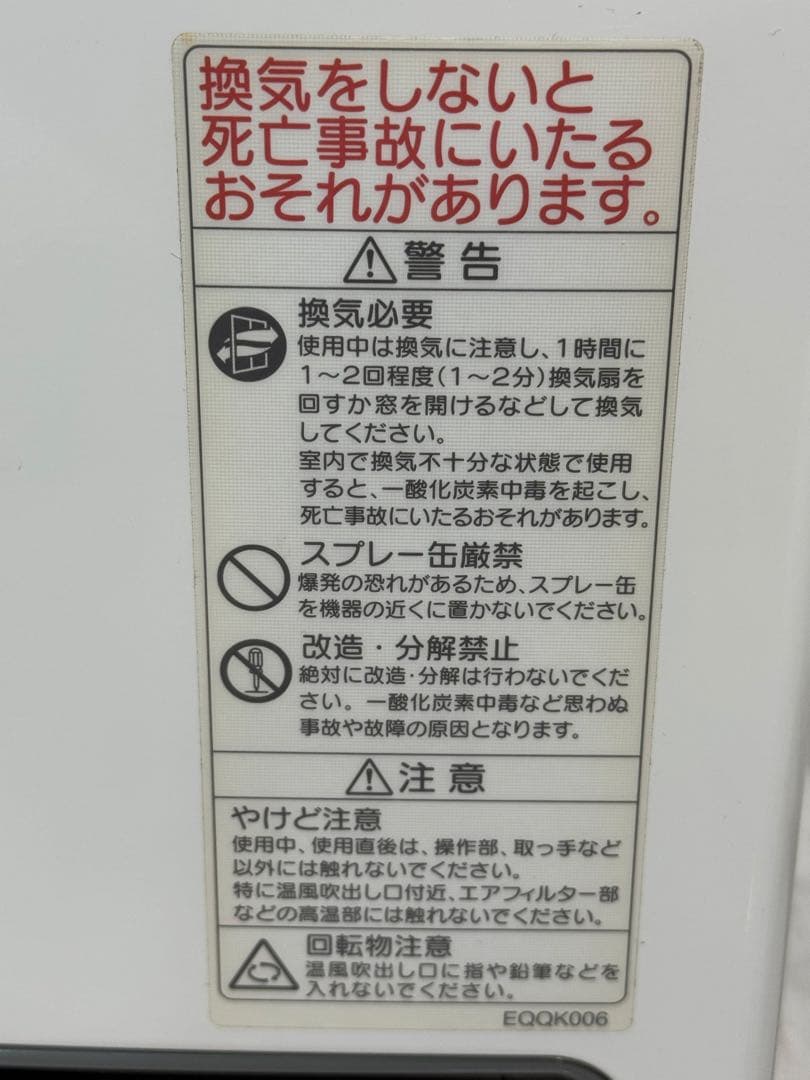 換気をしないと
死亡事故にいたる
おそれがあります。
警告
換気必要
使用中は換気に注意し、1時間に
1～2回程度(1～2分)換気扇を
回すか窓を開けるなどして換気
してください。
室内で換気不十分な状態で使用
すると、一酸化炭素中毒を起こし、
死亡事故にいたるおそれがあります。
スプレー缶厳禁
爆発の恐れがあるため、スプレー缶
を機器の近くに置かないでください。
改造・分解禁止
絶対に改造・分解は行わないでくだ
さい。一酸化炭素中毒など思わぬ
事故や故障の原因となります。
注意
やけど注意
使用中、使用直後は、操作部、取っ手など
以外には触れないでください。
特に温風吹出し口付近、エアフィルター部
などの高温部には触れないでください。
回転物注意
温風吹出し口に指や鉛筆などを
入れないでください。
EQQK006